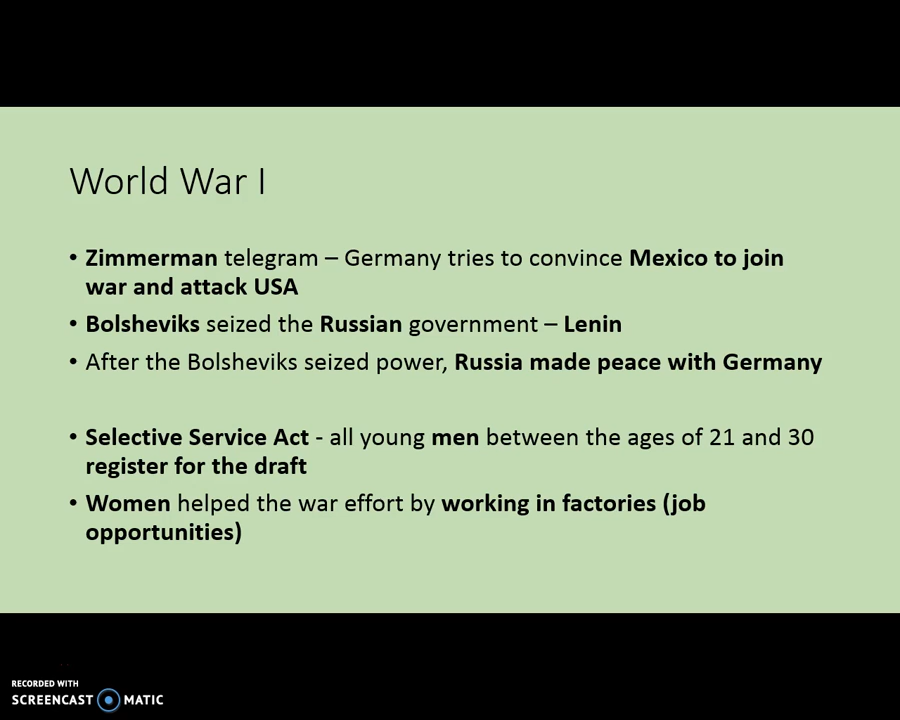 World War I
• Zimmerman telegram – Germany tries to convince Mexico to join
war and attack USA
• Bolsheviks seized the Russian government – Lenin
• After the Bolsheviks seized power, Russia made peace with Germany
• Selective Service Act - all young men between the ages of 21 and 30
register for the draft
• Women helped the war effort by working in factories (job
opportunities)
RECORDED WITH
SCREENCAST MATIC